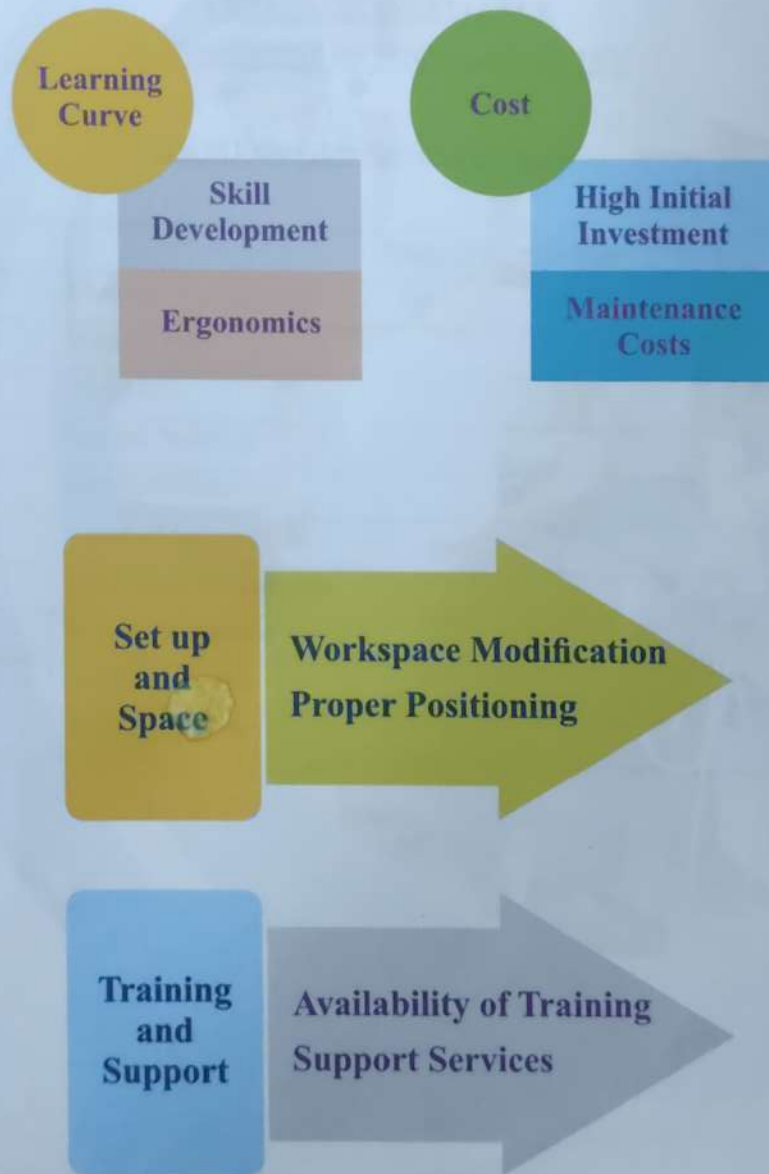 Learning
Curve
Skill
Development
Ergonomics
Cost
High Initial
Investment
Maintenance
Costs
Set up
and
Space
Workspace Modification
Proper Positioning
Training
and
Support
Availability of Training
Support Services